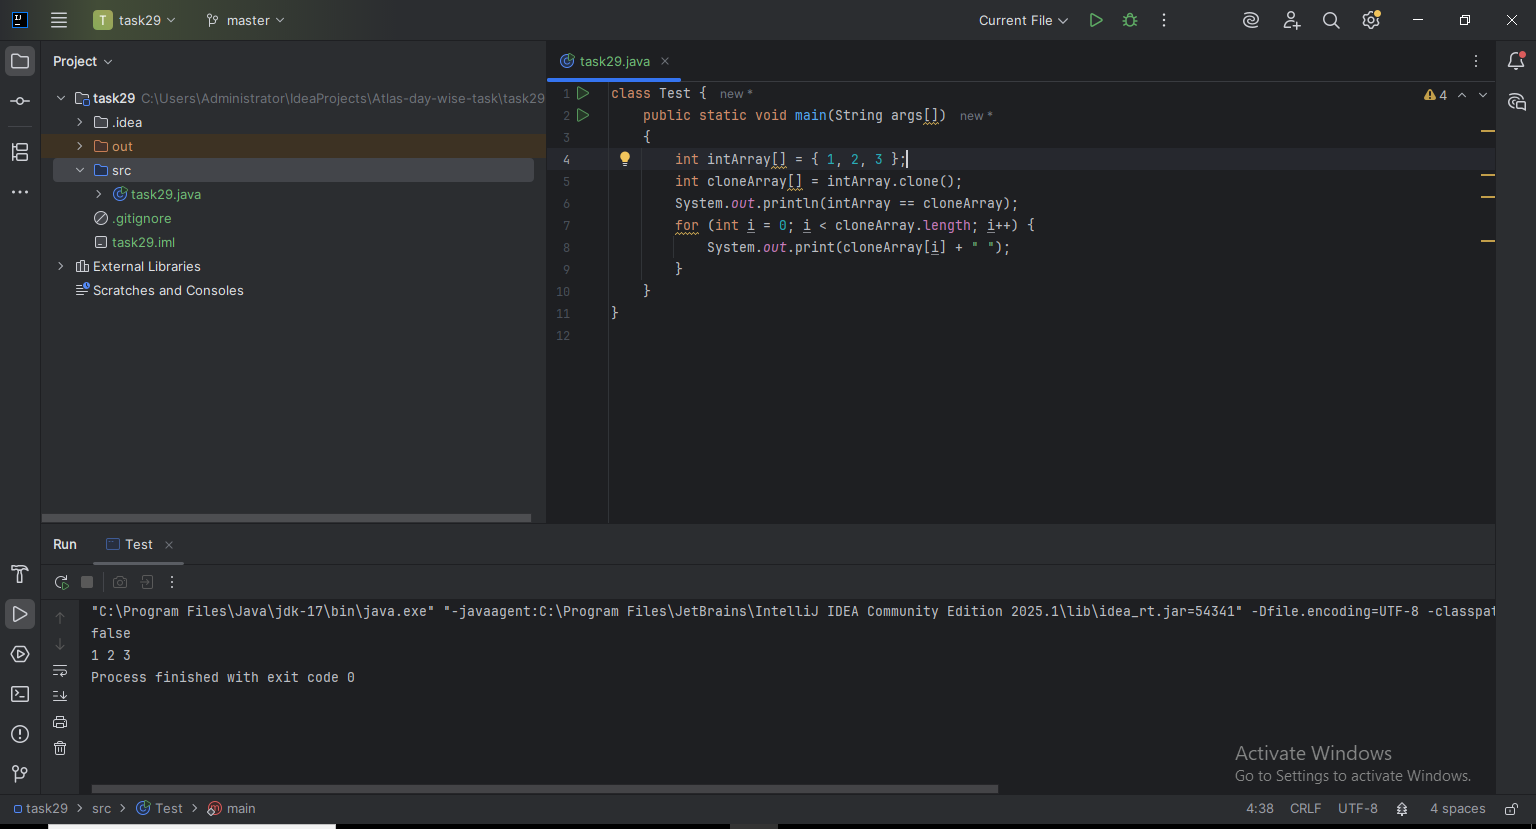 T task29 master Current File
Project
task29.java
task29 C:\Users\Administrator\IdeaProjects\Atlas-day-wise-task\task29
.idea
out
src
task29.java
.gitignore
task29.iml
External Libraries
Scratches and Consoles
1 class Test { new *
2 public static void main(String args[]) new *
3 {
4 int intArray[] = { 1, 2, 3 };
5 int cloneArray[] = intArray.clone();
6 System.out.println(intArray == cloneArray);
7 for (int i = 0; i < cloneArray.length; i++) {
8 System.out.print(cloneArray[i] + " ");
9 }
10 }
11 }
12
4
Run Test
"C:\Program Files\Java\jdk-17\bin\java.exe" "-javaagent:C:\Program Files\JetBrains\IntelliJ IDEA Community Edition 2025.1\lib\idea_rt.jar=54341" -Dfile.encoding=UTF-8 -classpat
false
1 2 3
Process finished with exit code 0
Activate Windows
Go to Settings to activate Windows.
task29 > src > Test > main 4:38 CRLF UTF-8 4 spaces